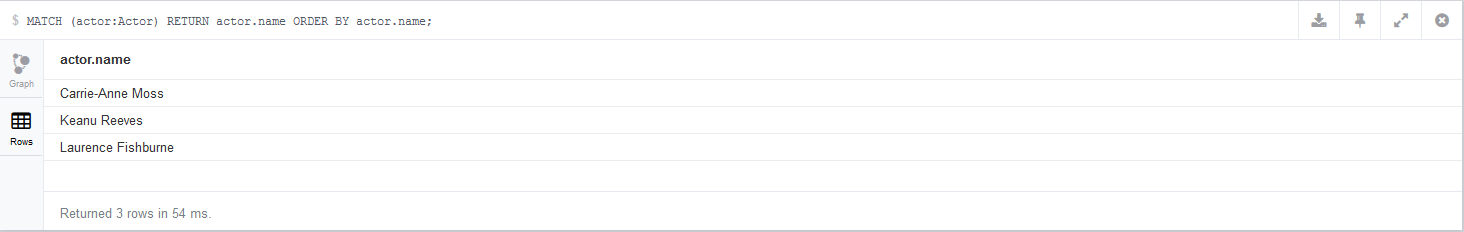 $ MATCH (actor:Actor) RETURN actor.name ORDER BY actor.name;
Graph
Rows
actor.name
Carrie-Anne Moss
Keanu Reeves
Laurence Fishburne
Returned 3 rows in 54 ms.